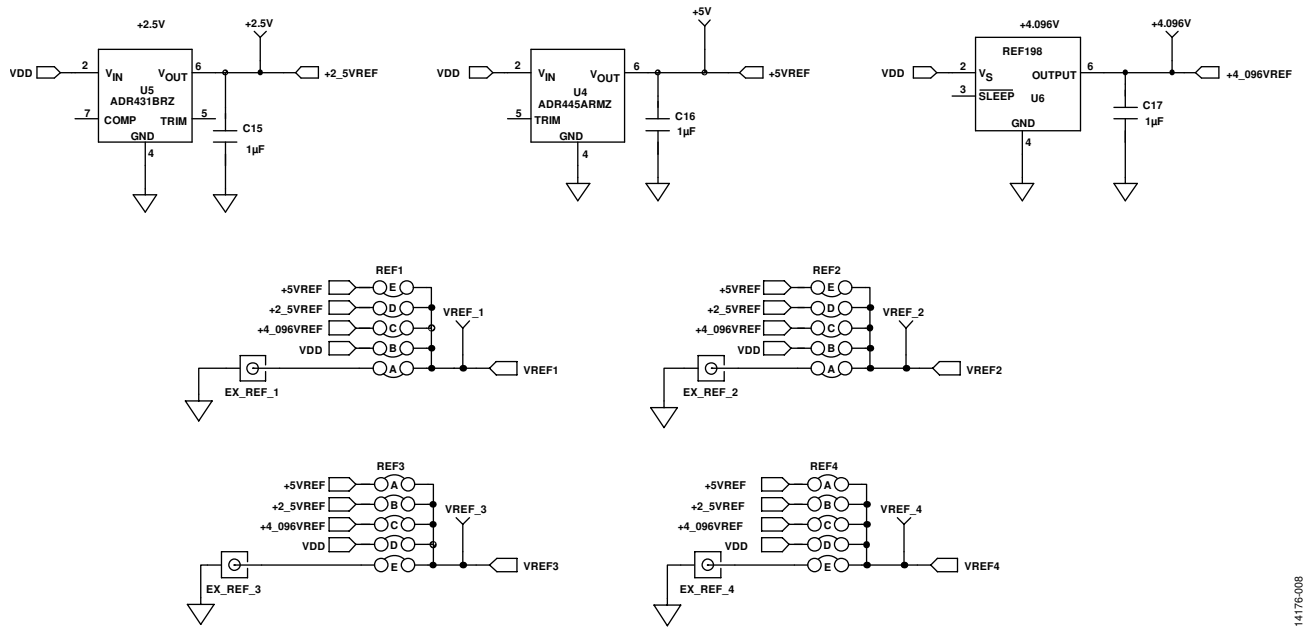 +2.5V
+2.5V
VDD
2
VIN
VOUT
6
+2_5VREF
U5
ADR431BRZ
7
COMP
TRIM
5
GND
4
C15
1µF
+5V
VDD
2
VIN
VOUT
6
+5VREF
U4
ADR445ARMZ
5
TRIM
GND
4
C16
1µF
+4.096V
+4.096V
REF198
VDD
2
VS
OUTPUT
6
+4_096VREF
3
SLEEP
U6
GND
4
C17
1µF
REF1
+5VREF
E
+2_5VREF
D
VREF_1
+4_096VREF
C
VDD
B
A
VREF1
EX_REF_1
REF2
+5VREF
E
+2_5VREF
D
VREF_2
+4_096VREF
C
VDD
B
A
VREF2
EX_REF_2
REF3
+5VREF
A
+2_5VREF
B
VREF_3
+4_096VREF
C
VDD
D
E
VREF3
EX_REF_3
REF4
+5VREF
A
+2_5VREF
B
VREF_4
+4_096VREF
C
VDD
D
E
VREF4
EX_REF_4
14176-008